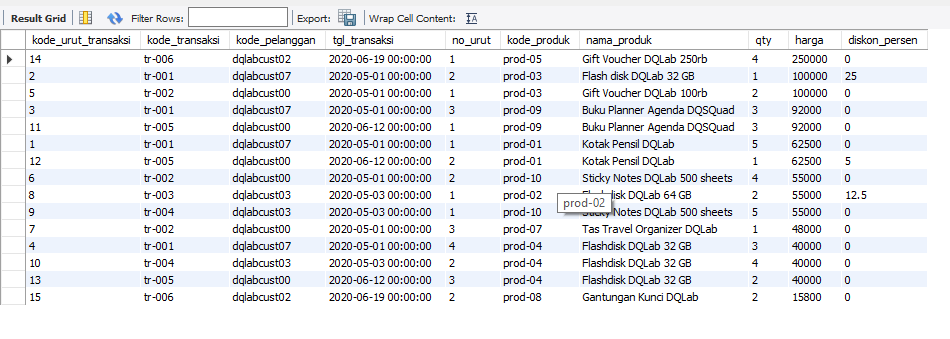 Result Grid Filter Rows: Export: Wrap Cell Content:
kode_urut_transaksi kode_transaksi kode_pelanggan tgl_transaksi no_urut kode_produk nama_produk qty harga diskon_persen
14 tr-006 dqlabcust02 2020-06-19 00:00:00 1 prod-05 Gift Voucher DQLab 250rb 4 250000 0
2 tr-001 dqlabcust07 2020-05-01 00:00:00 2 prod-03 Flash disk DQLab 32 GB 1 100000 25
5 tr-002 dqlabcust00 2020-05-01 00:00:00 1 prod-03 Gift Voucher DQLab 100rb 2 100000 0
3 tr-001 dqlabcust07 2020-05-01 00:00:00 3 prod-09 Buku Planner Agenda DQSQuad 3 92000 0
11 tr-005 dqlabcust00 2020-06-12 00:00:00 1 prod-09 Buku Planner Agenda DQSQuad 3 92000 0
1 tr-001 dqlabcust07 2020-05-01 00:00:00 1 prod-01 Kotak Pensil DQLab 5 62500 0
12 tr-005 dqlabcust00 2020-06-12 00:00:00 2 prod-01 Kotak Pensil DQLab 1 62500 5
6 tr-002 dqlabcust00 2020-05-01 00:00:00 2 prod-10 Sticky Notes DQLab 500 sheets 4 55000 0
8 tr-003 dqlabcust03 2020-05-03 00:00:00 1 prod-02 Flashdisk DQLab 64 GB 2 55000 12.5
prod-02
9 tr-004 dqlabcust03 2020-05-03 00:00:00 1 prod-10 Sticky Notes DQLab 500 sheets 5 55000 0
7 tr-002 dqlabcust00 2020-05-01 00:00:00 3 prod-07 Tas Travel Organizer DQLab 1 48000 0
4 tr-001 dqlabcust07 2020-05-01 00:00:00 4 prod-04 Flashdisk DQLab 32 GB 3 40000 0
10 tr-004 dqlabcust03 2020-05-03 00:00:00 2 prod-04 Flashdisk DQLab 32 GB 4 40000 0
13 tr-005 dqlabcust00 2020-06-12 00:00:00 3 prod-04 Flashdisk DQLab 32 GB 2 40000 0
15 tr-006 dqlabcust02 2020-06-19 00:00:00 2 prod-08 Gantungan Kunci DQLab 2 15800 0